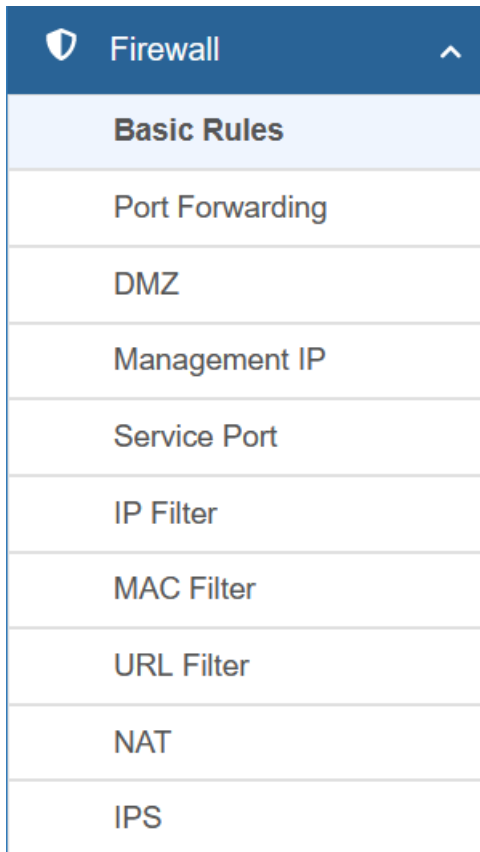 Firewall
Basic Rules
Port Forwarding
DMZ
Management IP
Service Port
IP Filter
MAC Filter
URL Filter
NAT
IPS